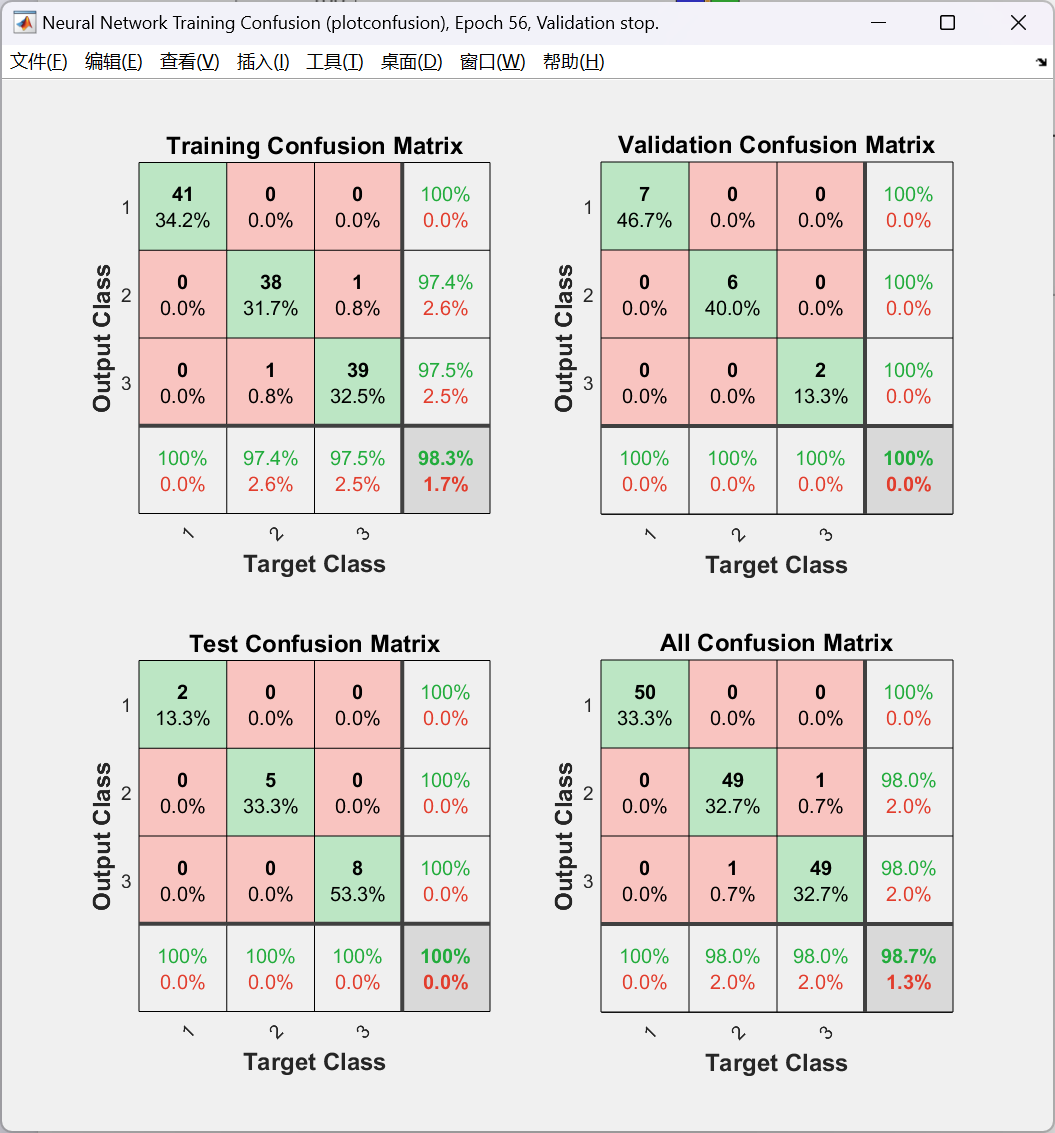 Neural Network Training Confusion (plotconfusion), Epoch 56, Validation stop.
文件(F) 编辑(E) 查看(V) 插入(I) 工具(T) 桌面(D) 窗口(W) 帮助(H)
Training Confusion Matrix
Output Class
1
41 0 0 100%
34.2% 0.0% 0.0% 0.0%
2
0 38 1 97.4%
0.0% 31.7% 0.8% 2.6%
3
0 1 39 97.5%
0.0% 0.8% 32.5% 2.5%
100% 97.4% 97.5% 98.3%
0.0% 2.6% 2.5% 1.7%
1 2 3
Target Class
Validation Confusion Matrix
Output Class
1
7 0 0 100%
46.7% 0.0% 0.0% 0.0%
2
0 6 0 100%
0.0% 40.0% 0.0% 0.0%
3
0 0 2 100%
0.0% 0.0% 13.3% 0.0%
100% 100% 100% 100%
0.0% 0.0% 0.0% 0.0%
1 2 3
Target Class
Test Confusion Matrix
Output Class
1
2 0 0 100%
13.3% 0.0% 0.0% 0.0%
2
0 5 0 100%
0.0% 33.3% 0.0% 0.0%
3
0 0 8 100%
0.0% 0.0% 53.3% 0.0%
100% 100% 100% 100%
0.0% 0.0% 0.0% 0.0%
1 2 3
Target Class
All Confusion Matrix
Output Class
1
50 0 0 100%
33.3% 0.0% 0.0% 0.0%
2
0 49 1 98.0%
0.0% 32.7% 0.7% 2.0%
3
0 1 49 98.0%
0.0% 0.7% 32.7% 2.0%
100% 98.0% 98.0% 98.7%
0.0% 2.0% 2.0% 1.3%
1 2 3
Target Class